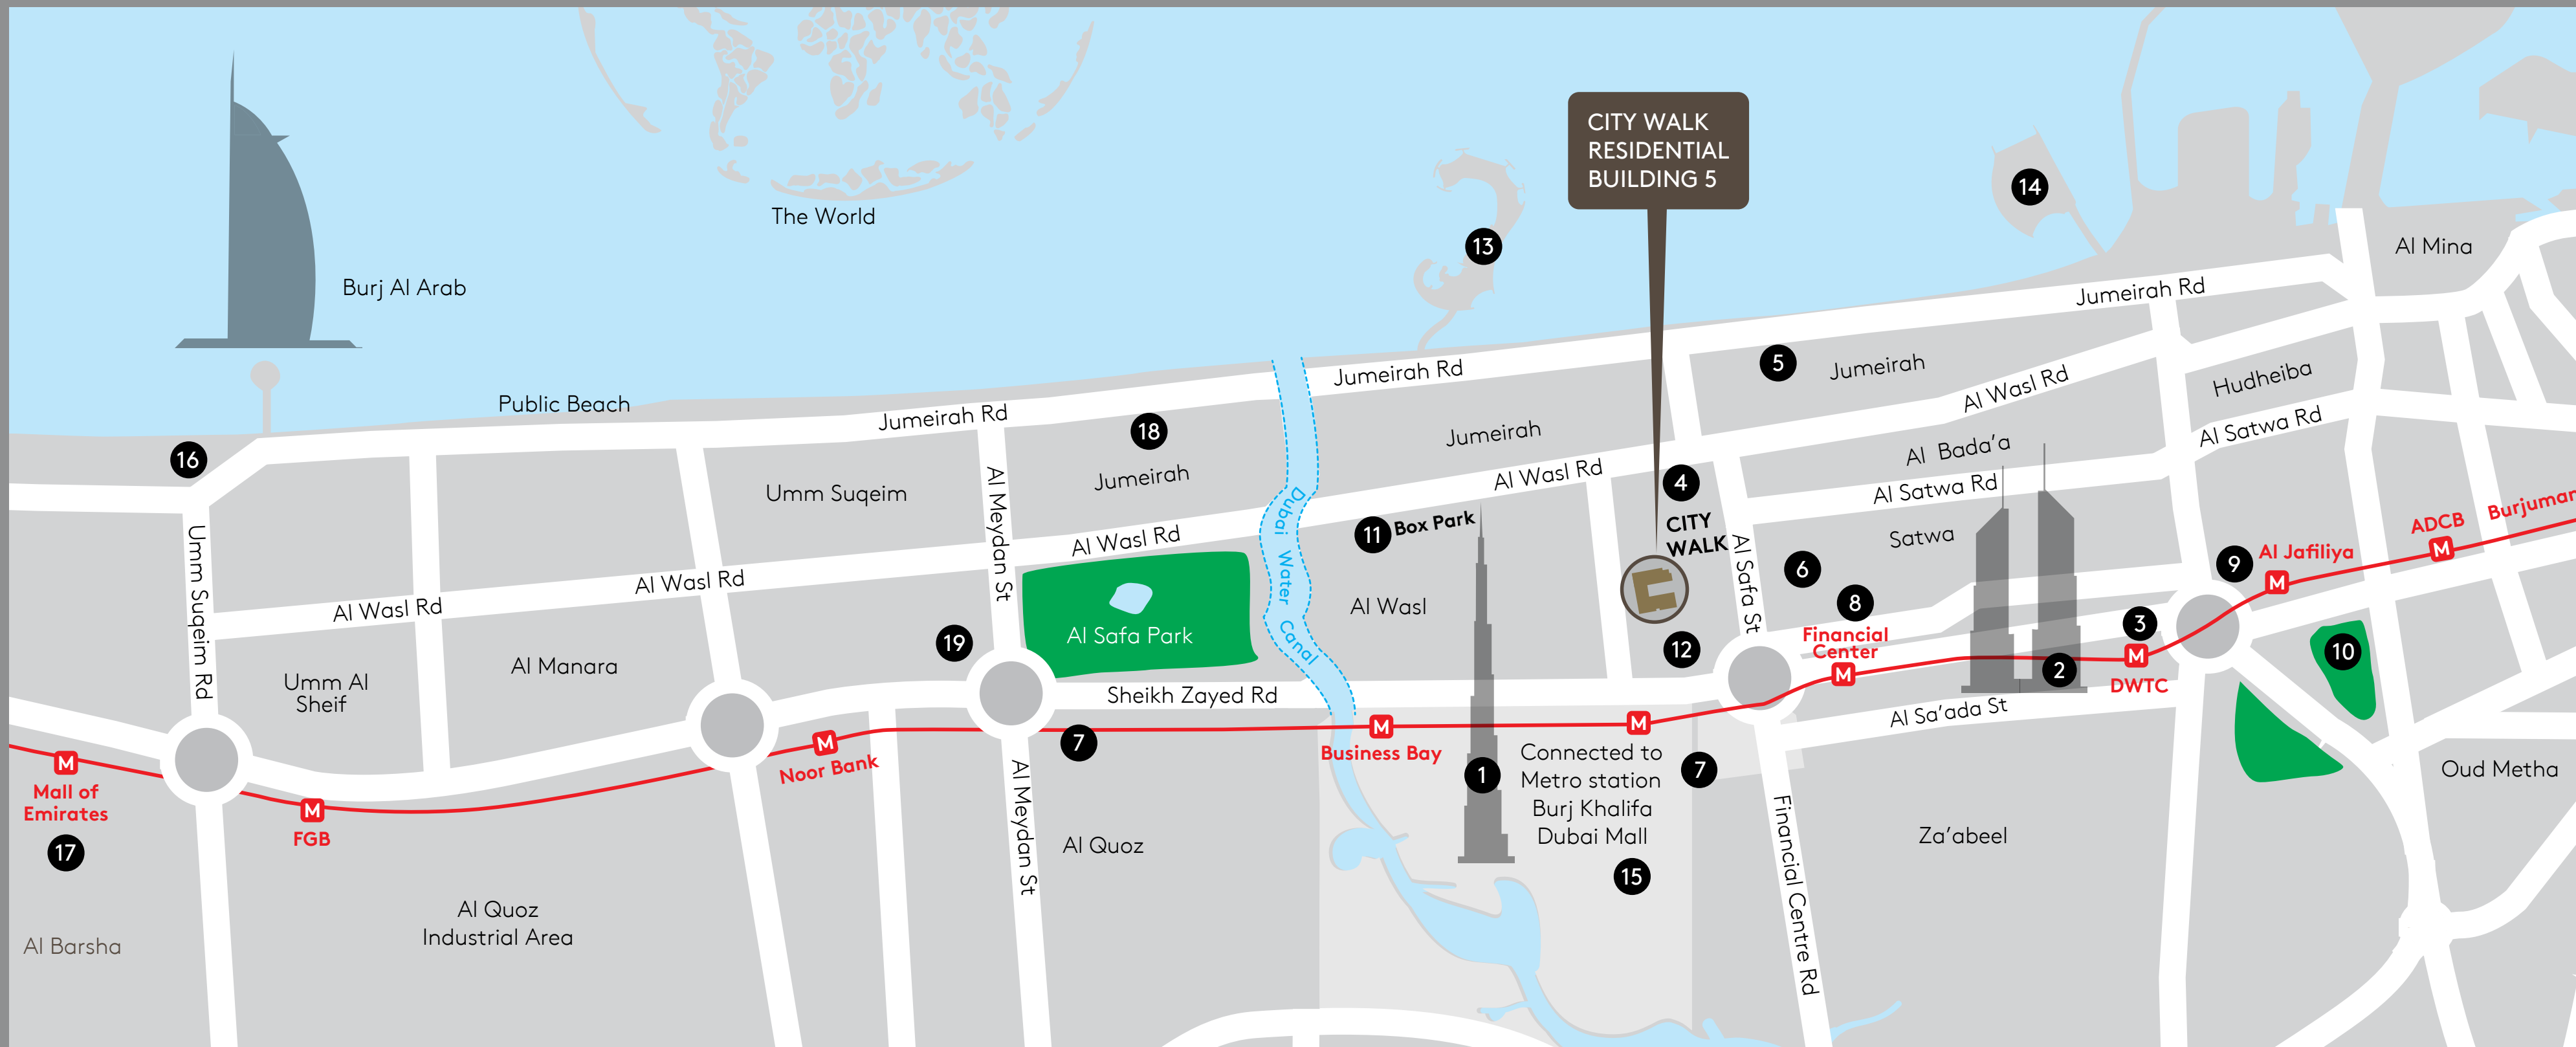 CITY WALK
RESIDENTIAL
BUILDING 5
14
13
The World
Al Mina
Burj Al Arab
Jumeirah Rd
5
Jumeirah
Jumeirah Rd
Hudheiba
Al Wasl Rd
Public Beach
Jumeirah Rd
18
Jumeirah
Al Satwa Rd
Al Bada'a
16
Umm Suqeim
Al Meydan St
Jumeirah
Al Wasl Rd
4
Al Satwa Rd
Dubai Water Canal
11
Box Park
CITY
WALK
Al Safa St
Satwa
ADCB
M
Burjuman
Al Wasl Rd
Umm Suqeim Rd
Al Wasl Rd
Al Wasl Rd
Al Safa Park
Al Wasl
6
8
9
Al Jafiliya
M
19
12
Financial
Center
M
3
M
DWTC
2
10
Umm Al
Sheif
Al Manara
Sheikh Zayed Rd
Al Sa'ada St
M
Mall of
Emirates
17
M
FGB
M
Noor Bank
7
M
Business Bay
M
1
Connected to
Metro station
Burj Khalifa
Dubai Mall
15
7
Financial Centre Rd
Za'abeel
Oud Metha
Al Meydan St
Al Quoz
Al Quoz
Industrial Area
Al Barsha